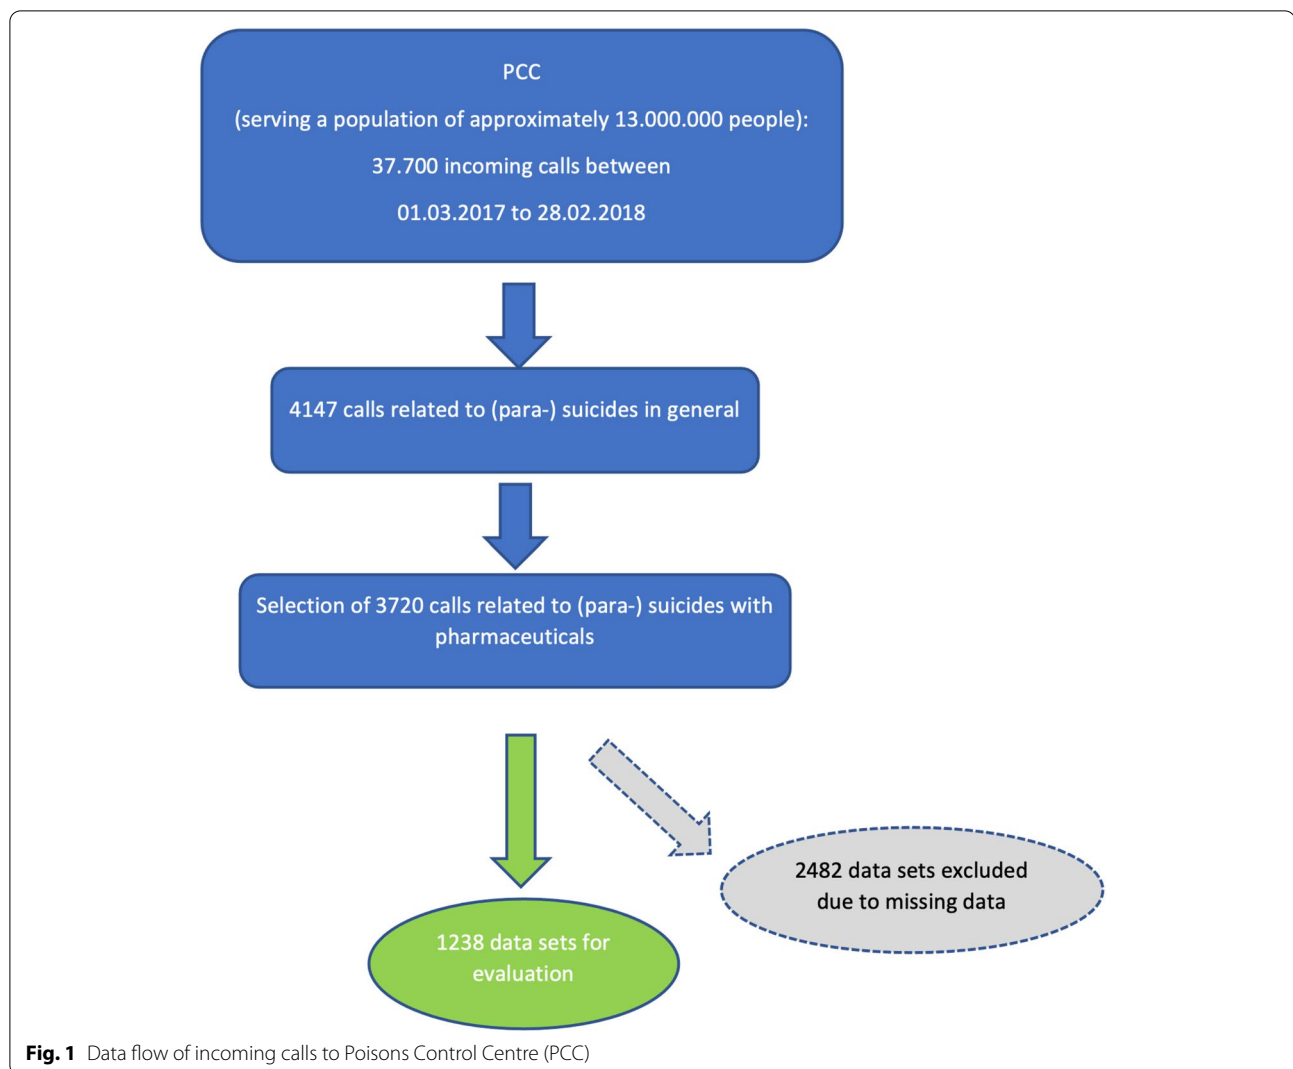 PCC
(serving a population of approximately 13.000.000 people):
37.700 incoming calls between
01.03.2017 to 28.02.2018
4147 calls related to (para-) suicides in general
Selection of 3720 calls related to (para-) suicides with
pharmaceuticals
2482 data sets excluded
due to missing data
1238 data sets for
evaluation
Fig. 1 Data flow of incoming calls to Poisons Control Centre (PCC)